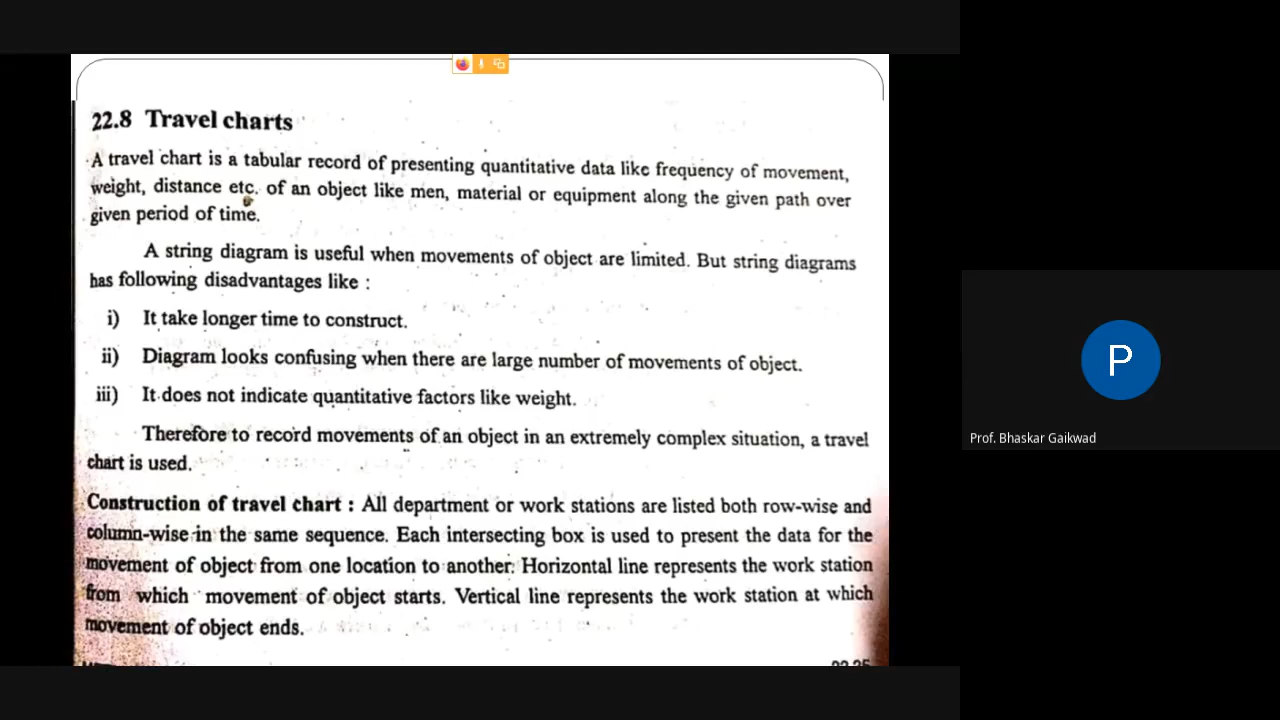 22.8 Travel charts
A travel chart is a tabular record of presenting quantitative data like frequency of movement,
weight, distance etc. of an object like men, material or equipment along the given path over
given period of time.
A string diagram is useful when movements of object are limited. But string diagrams
has following disadvantages like :
i) It take longer time to construct.
ii) Diagram looks confusing when there are large number of movements of object.
iii) It does not indicate quantitative factors like weight.
Therefore to record movements of an object in an extremely complex situation, a travel
chart is used.
Construction of travel chart : All department or work stations are listed both row-wise and
column-wise in the same sequence. Each intersecting box is used to present the data for the
movement of object from one location to another. Horizontal line represents the work station
from which movement of object starts. Vertical line represents the work station at which
movement of object ends.
P
Prof. Bhaskar Gaikwad